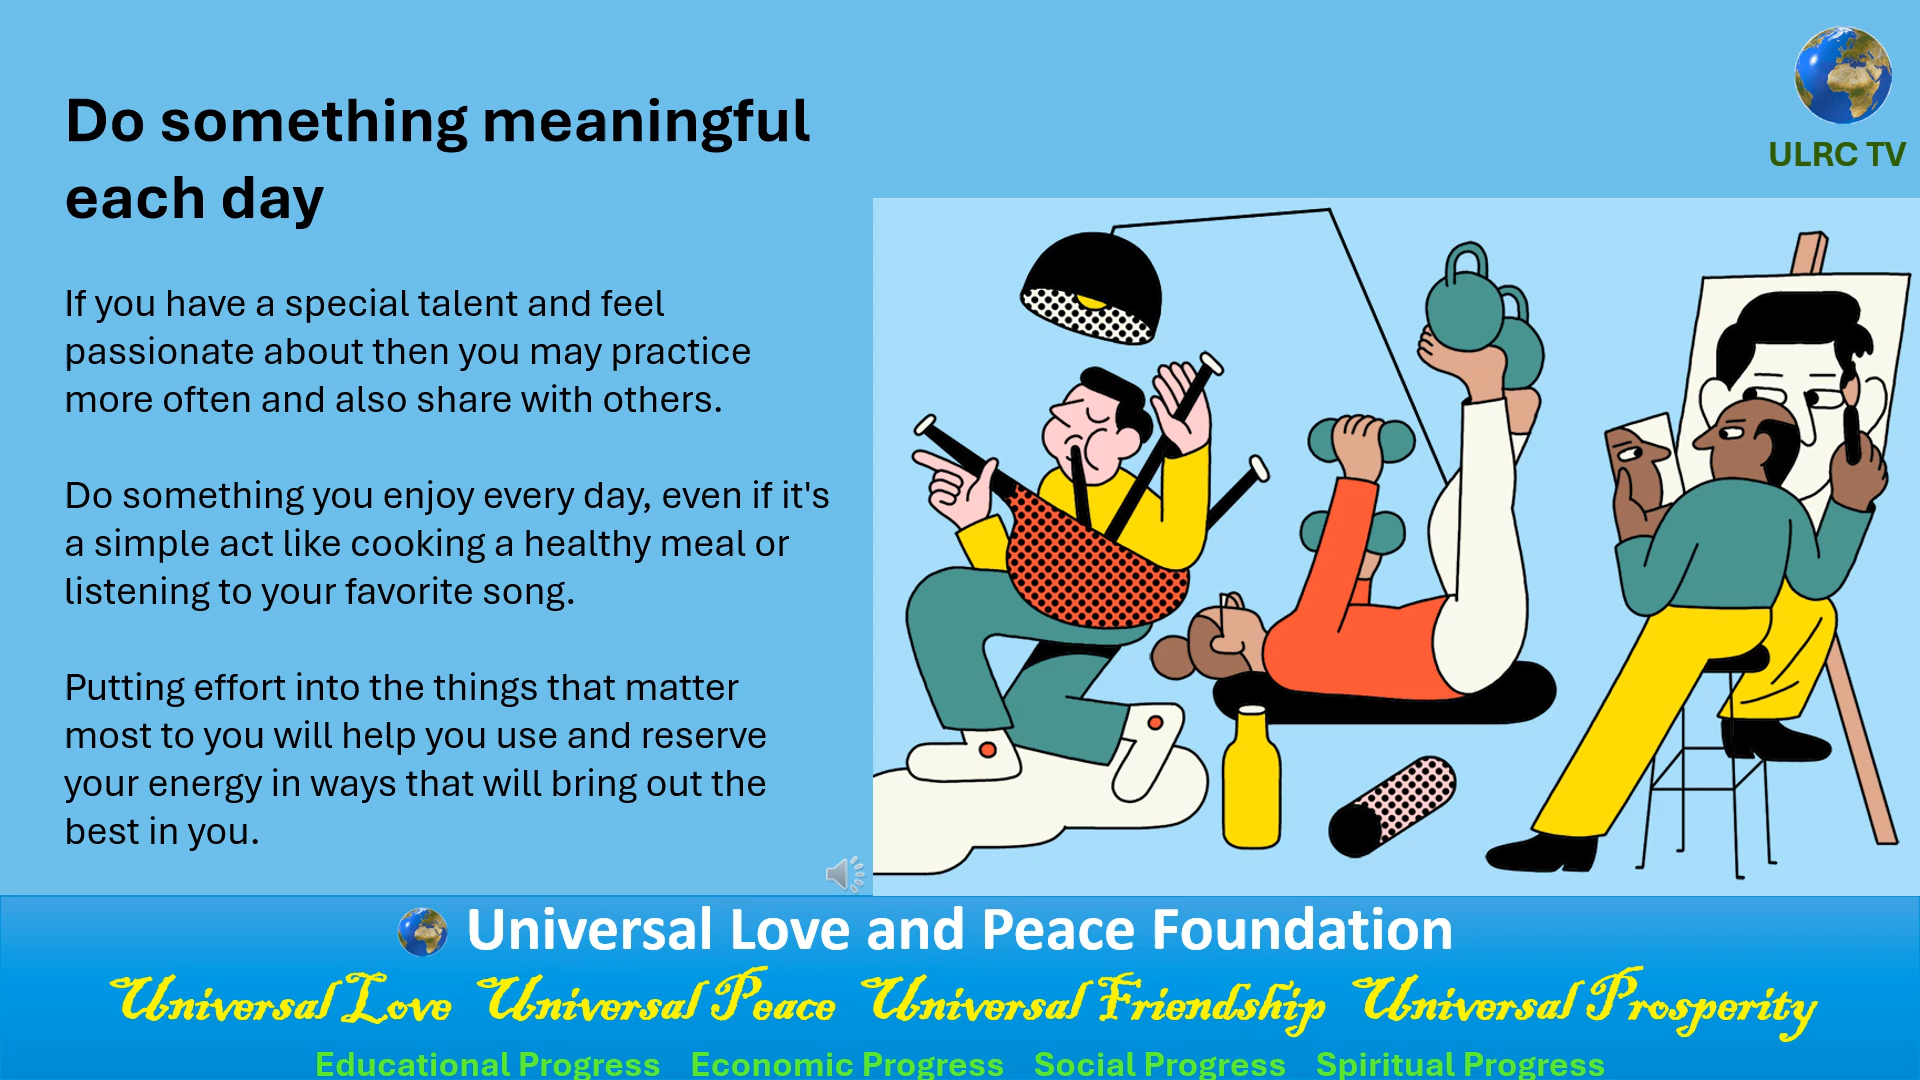 Do something meaningful
each day
ULRC TV
If you have a special talent and feel
passionate about then you may practice
more often and also share with others.
Do something you enjoy every day, even if it's
a simple act like cooking a healthy meal or
listening to your favorite song.
Putting effort into the things that matter
most to you will help you use and reserve
your energy in ways that will bring out the
best in you.
Universal Love and Peace Foundation
Universal Love Universal Peace Universal Friendship Universal Prosperity
Educational Progress Economic Progress Social Progress Spiritual Progress